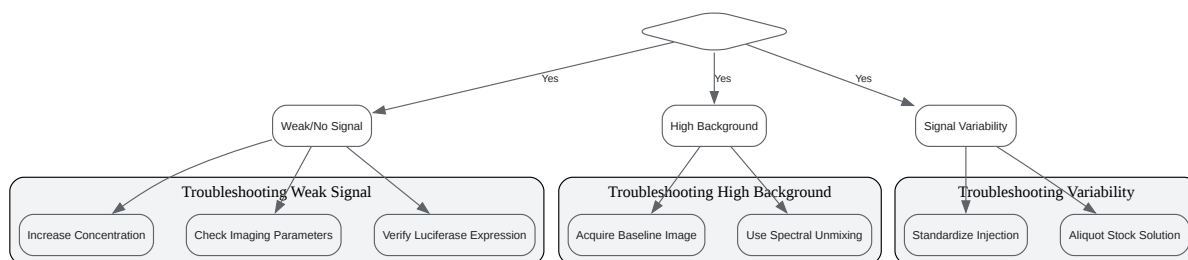 Yes
Yes
Yes
Weak/No Signal
High Background
Signal Variability
Troubleshooting Weak Signal
Troubleshooting High Background
Troubleshooting Variability
Increase Concentration
Check Imaging Parameters
Verify Luciferase Expression
Acquire Baseline Image
Use Spectral Unmixing
Standardize Injection
Aliquot Stock Solution